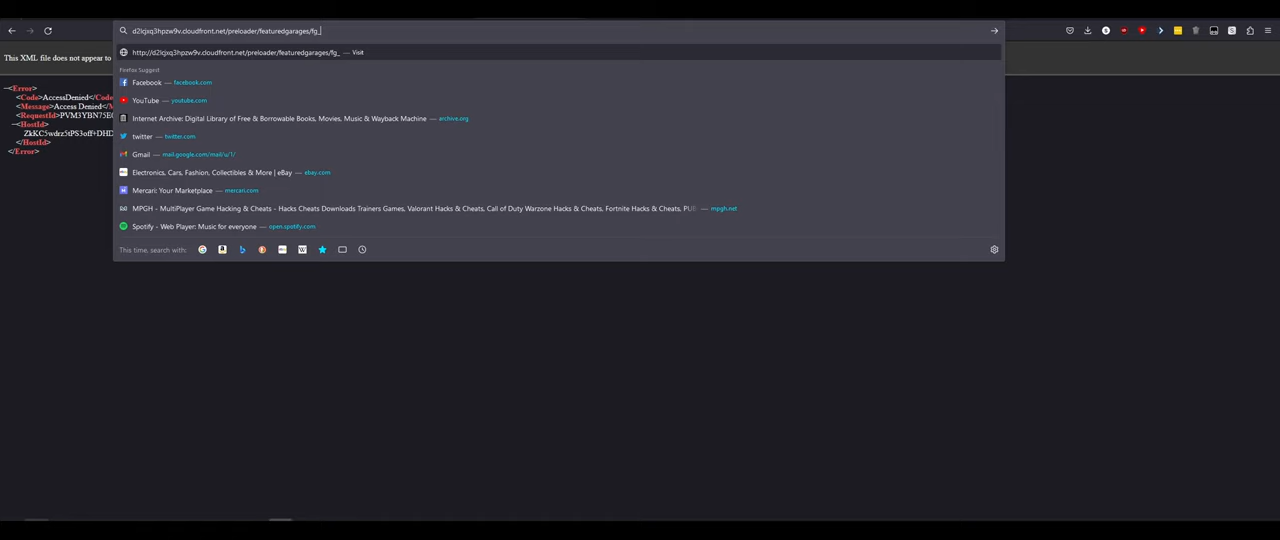 d2lcjxq3hpzw9v.cloudfront.net/preloader/featuredgarages/fg_
This XML file does not appear to
http://d2lcjxq3hpzw9v.cloudfront.net/preloader/featuredgarages/fg_ — Visit
Firefox Suggest
Facebook — facebook.com
YouTube — youtube.com
Internet Archive: Digital Library of Free & Borrowable Books, Movies, Music & Wayback Machine — archive.org
twitter — twitter.com
Gmail — mail.google.com/mail/u/1/
Electronics, Cars, Fashion, Collectibles & More | eBay — ebay.com
Mercari: Your Marketplace — mercari.com
MPGH - MultiPlayer Game Hacking & Cheats - Hacks Cheats Downloads Trainers Games, Valorant Hacks & Cheats, Call of Duty Warzone Hacks & Cheats, Fortnite Hacks & Cheats, PUB — mpgh.net
Spotify - Web Player: Music for everyone — open.spotify.com
This time, search with:
−<Error>
<Code>AccessDenied</Code
<Message>Access Denied</M
<RequestId>PVM3YBN75E
−<HostId>
ZkKC5wdrz5tPS3off+DHD
</HostId>
</Error>